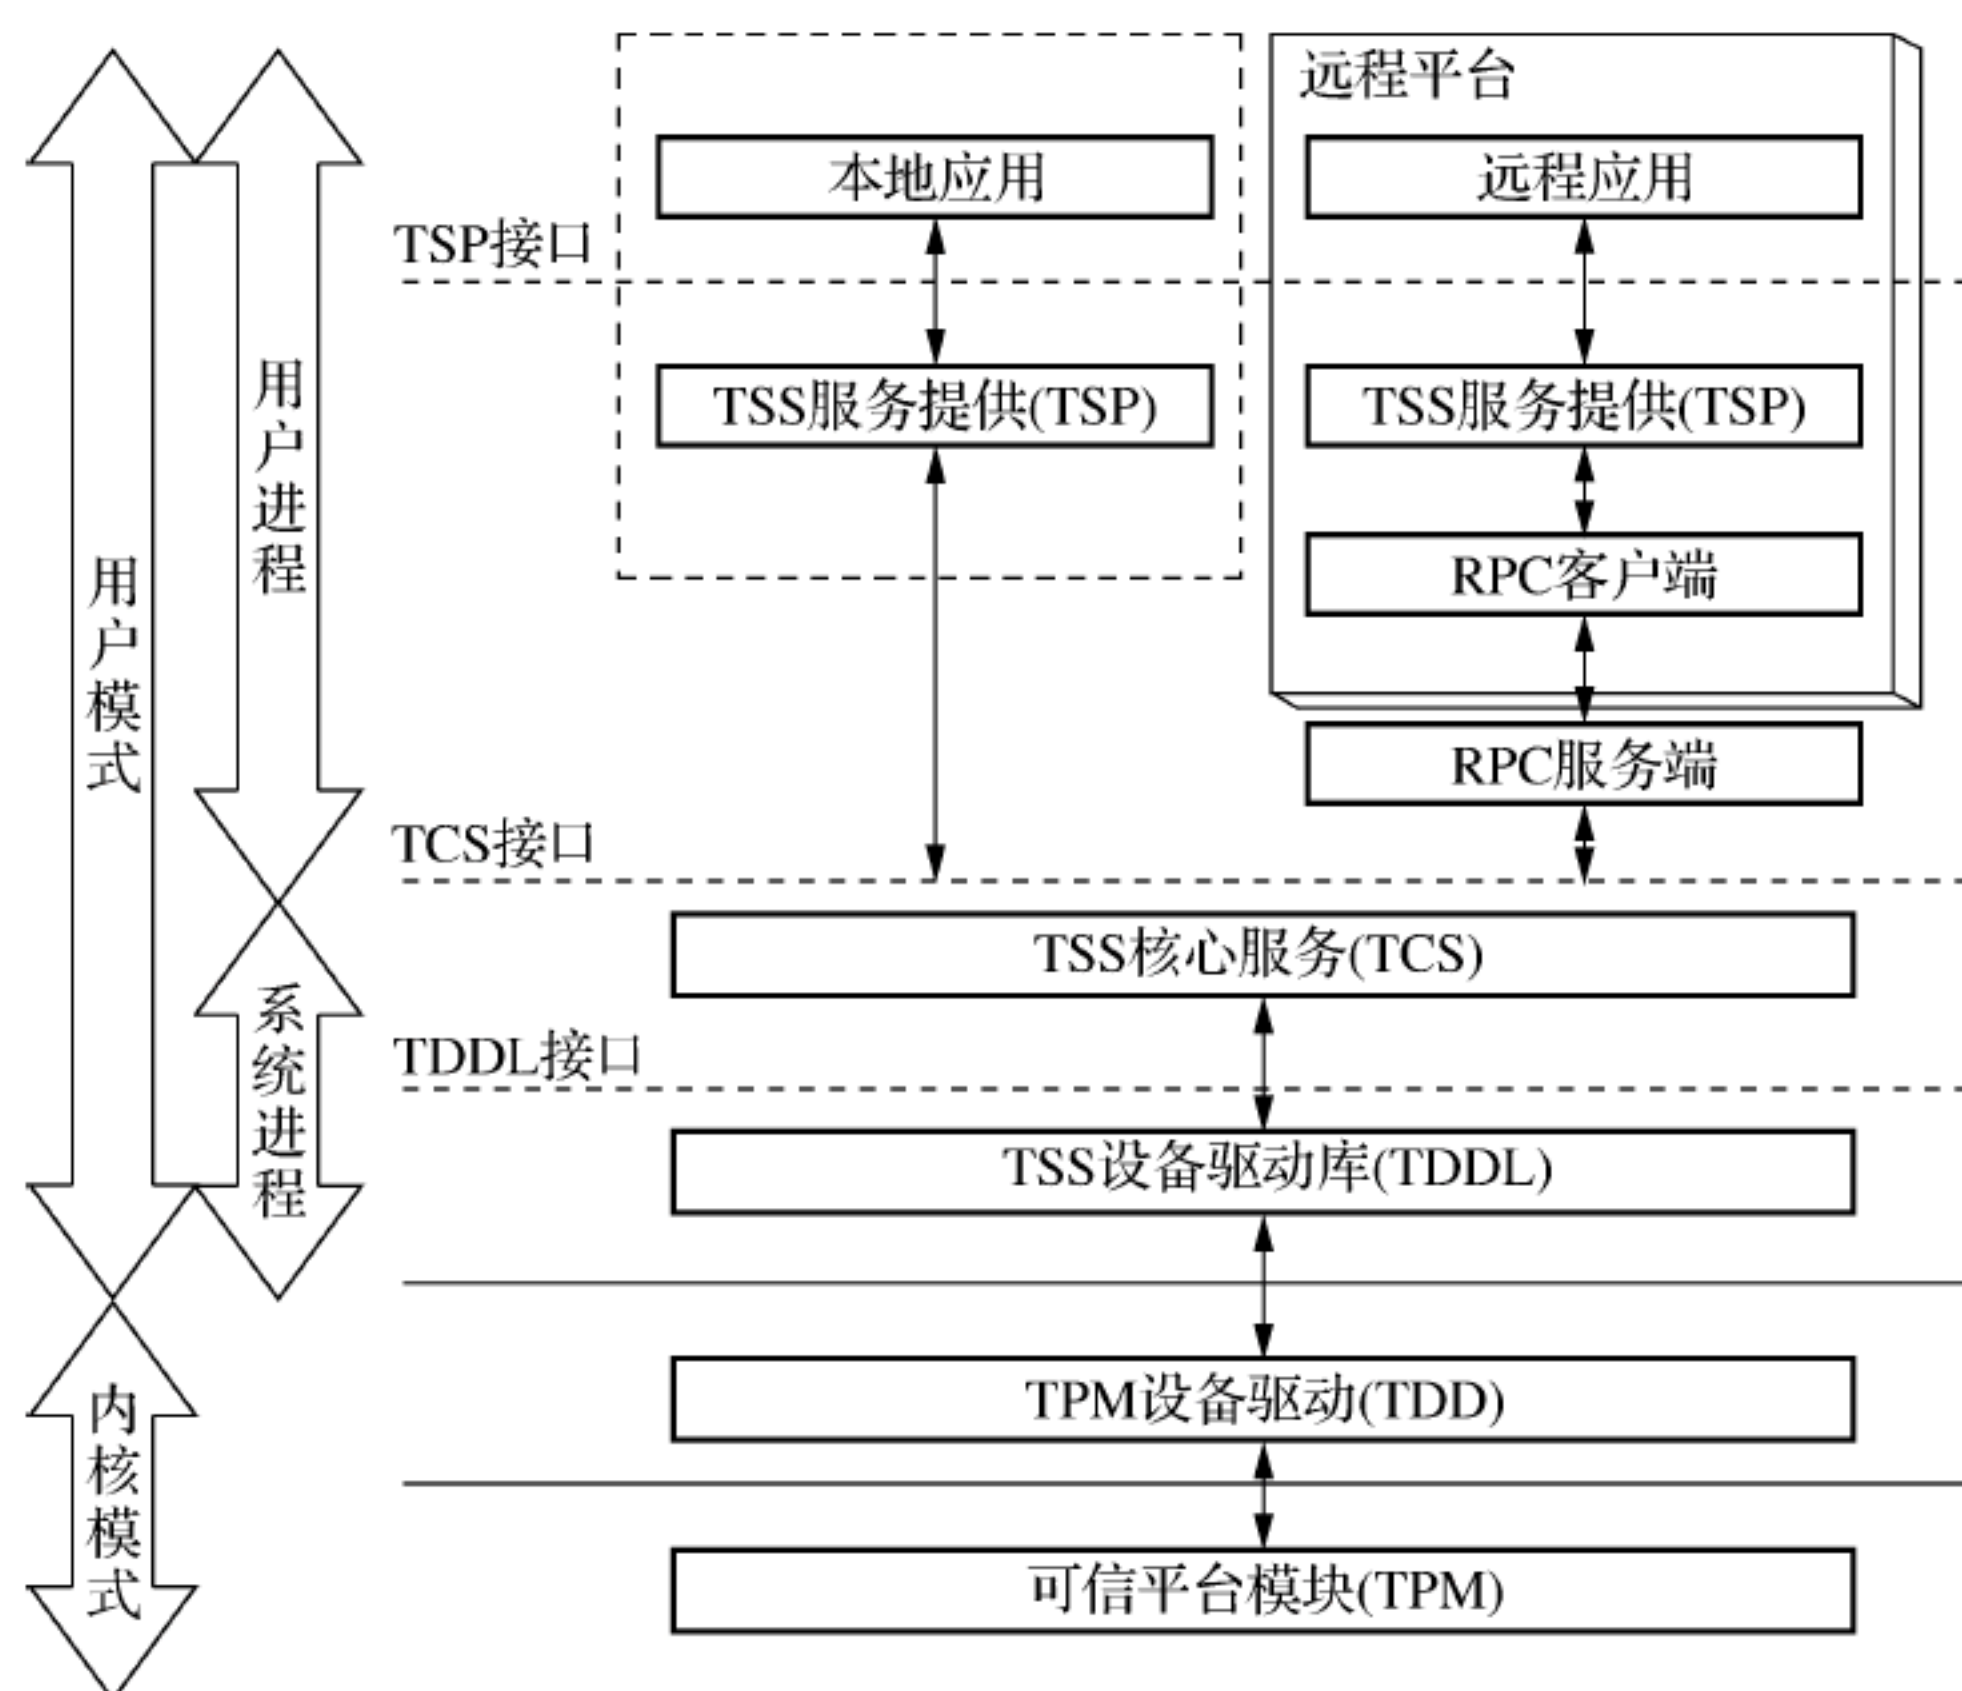 远程平台
本地应用
远程应用
TSP接口
TSS服务提供(TSP)
TSS服务提供(TSP)
用户进程
RPC客户端
用户模式
RPC服务端
TCS接口
TSS核心服务(TCS)
系统进程
TDDL接口
TSS设备驱动库(TDDL)
TPM设备驱动(TDD)
内核模式
可信平台模块(TPM)